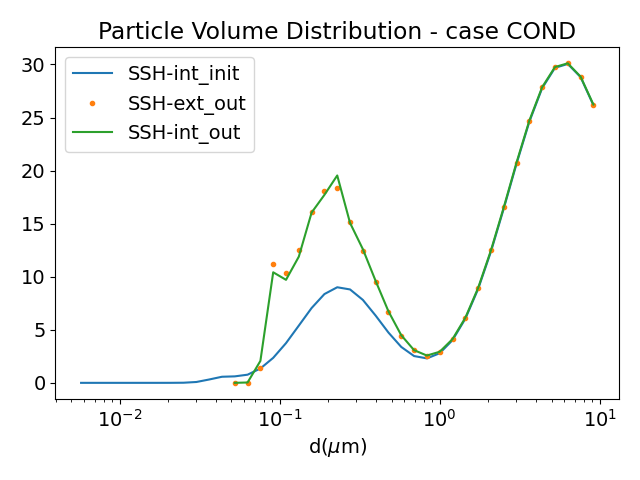 Particle Volume Distribution - case COND
SSH-int_init
SSH-ext_out
SSH-int_out
30
25
20
15
10
5
0
10⁻² 10⁻¹ 10⁰ 10¹
d(μm)